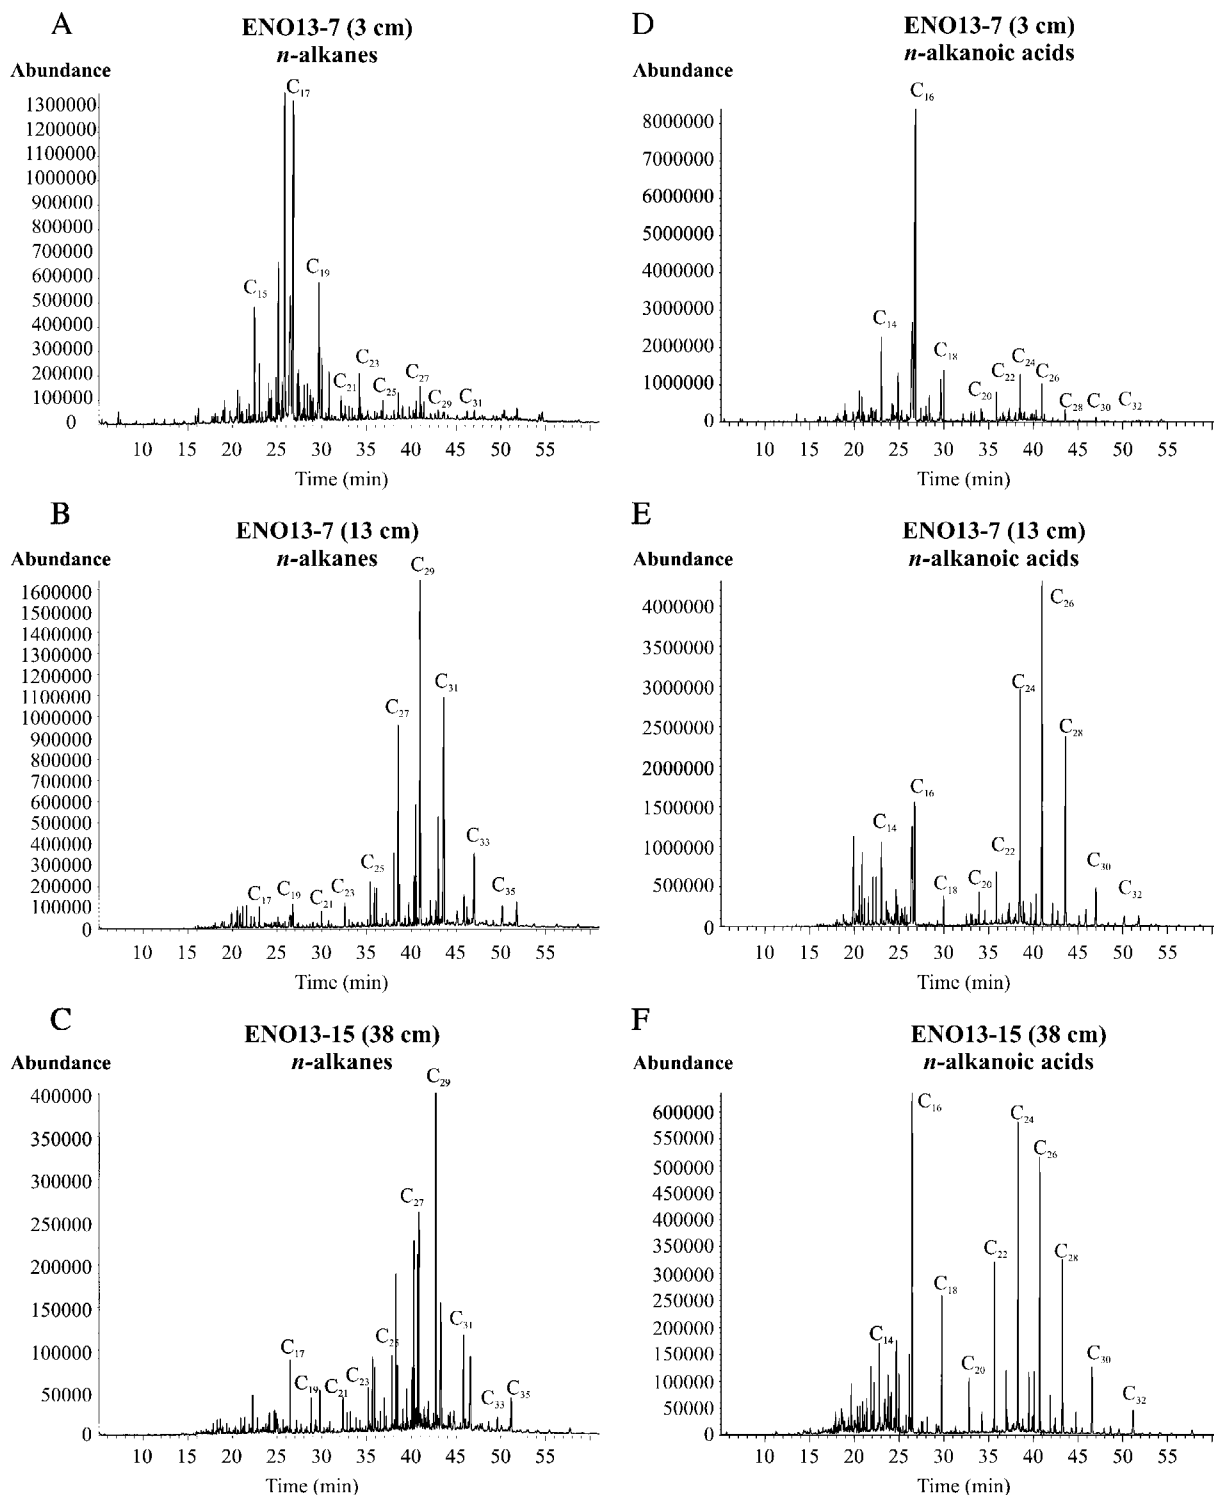 A
ENO13-7 (3 cm)
n-alkanes
Abundance
1300000
1200000
1100000
1000000
900000
800000
700000
600000
500000
400000
300000
200000
100000
0
C₁₇
C₁₅
C₁₉
C₂₁
C₂₃
C₂₅
C₂₇
C₂₉
C₃₁
10 15 20 25 30 35 40 45 50 55
Time (min)
D
ENO13-7 (3 cm)
n-alkanoic acids
Abundance
8000000
7000000
6000000
5000000
4000000
3000000
2000000
1000000
0
C₁₆
C₁₄
C₁₈
C₂₀
C₂₂
C₂₄
C₂₆
C₂₈
C₃₀
C₃₂
10 15 20 25 30 35 40 45 50 55
Time (min)
B
ENO13-7 (13 cm)
n-alkanes
Abundance
1600000
1500000
1400000
1300000
1200000
1100000
1000000
900000
800000
700000
600000
500000
400000
300000
200000
100000
0
C₁₇
C₁₉
C₂₁
C₂₃
C₂₅
C₂₇
C₂₉
C₃₁
C₃₃
C₃₅
10 15 20 25 30 35 40 45 50 55
Time (min)
E
ENO13-7 (13 cm)
n-alkanoic acids
Abundance
4000000
3500000
3000000
2500000
2000000
1500000
1000000
500000
0
C₁₄
C₁₆
C₁₈
C₂₀
C₂₂
C₂₄
C₂₆
C₂₈
C₃₀
C₃₂
10 15 20 25 30 35 40 45 50 55
Time (min)
C
ENO13-15 (38 cm)
n-alkanes
Abundance
400000
350000
300000
250000
200000
150000
100000
50000
0
C₁₇
C₁₉
C₂₁
C₂₃
C₂₅
C₂₇
C₂₉
C₃₁
C₃₃
C₃₅
10 15 20 25 30 35 40 45 50 55
Time (min)
F
ENO13-15 (38 cm)
n-alkanoic acids
Abundance
600000
550000
500000
450000
400000
350000
300000
250000
200000
150000
100000
50000
0
C₁₄
C₁₆
C₁₈
C₂₀
C₂₂
C₂₄
C₂₆
C₂₈
C₃₀
C₃₂
10 15 20 25 30 35 40 45 50 55
Time (min)